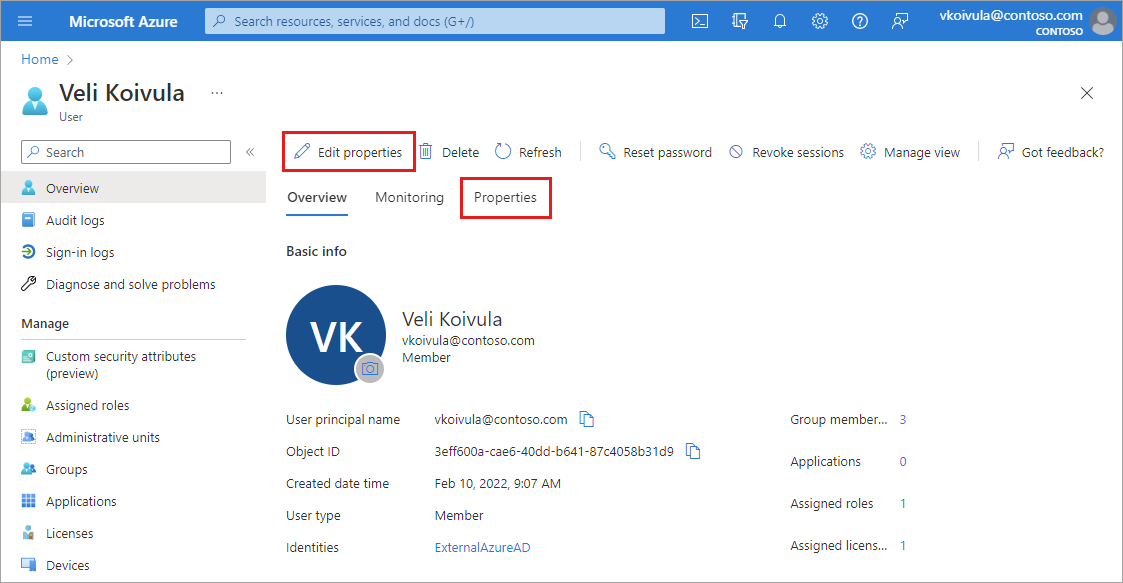 Microsoft Azure
Search resources, services, and docs (G+/)
vkoivula@contoso.com
CONTOSO
Home
Veli Koivula
...
User
Search
«
Edit properties
Delete
Refresh
Reset password
Revoke sessions
Manage view
Got feedback?
Overview
Audit logs
Sign-in logs
Diagnose and solve problems
Manage
Custom security attributes
(preview)
Assigned roles
Administrative units
Groups
Applications
Licenses
Devices
Overview
Monitoring
Properties
Basic info
VK
Veli Koivula
vkoivula@contoso.com
Member
User principal name
vkoivula@contoso.com
Object ID
3eff600a-cae6-40dd-b641-87c4058b31d9
Created date time
Feb 10, 2022, 9:07 AM
User type
Member
Identities
ExternalAzureAD
Group member... 3
Applications 0
Assigned roles 1
Assigned licens... 1